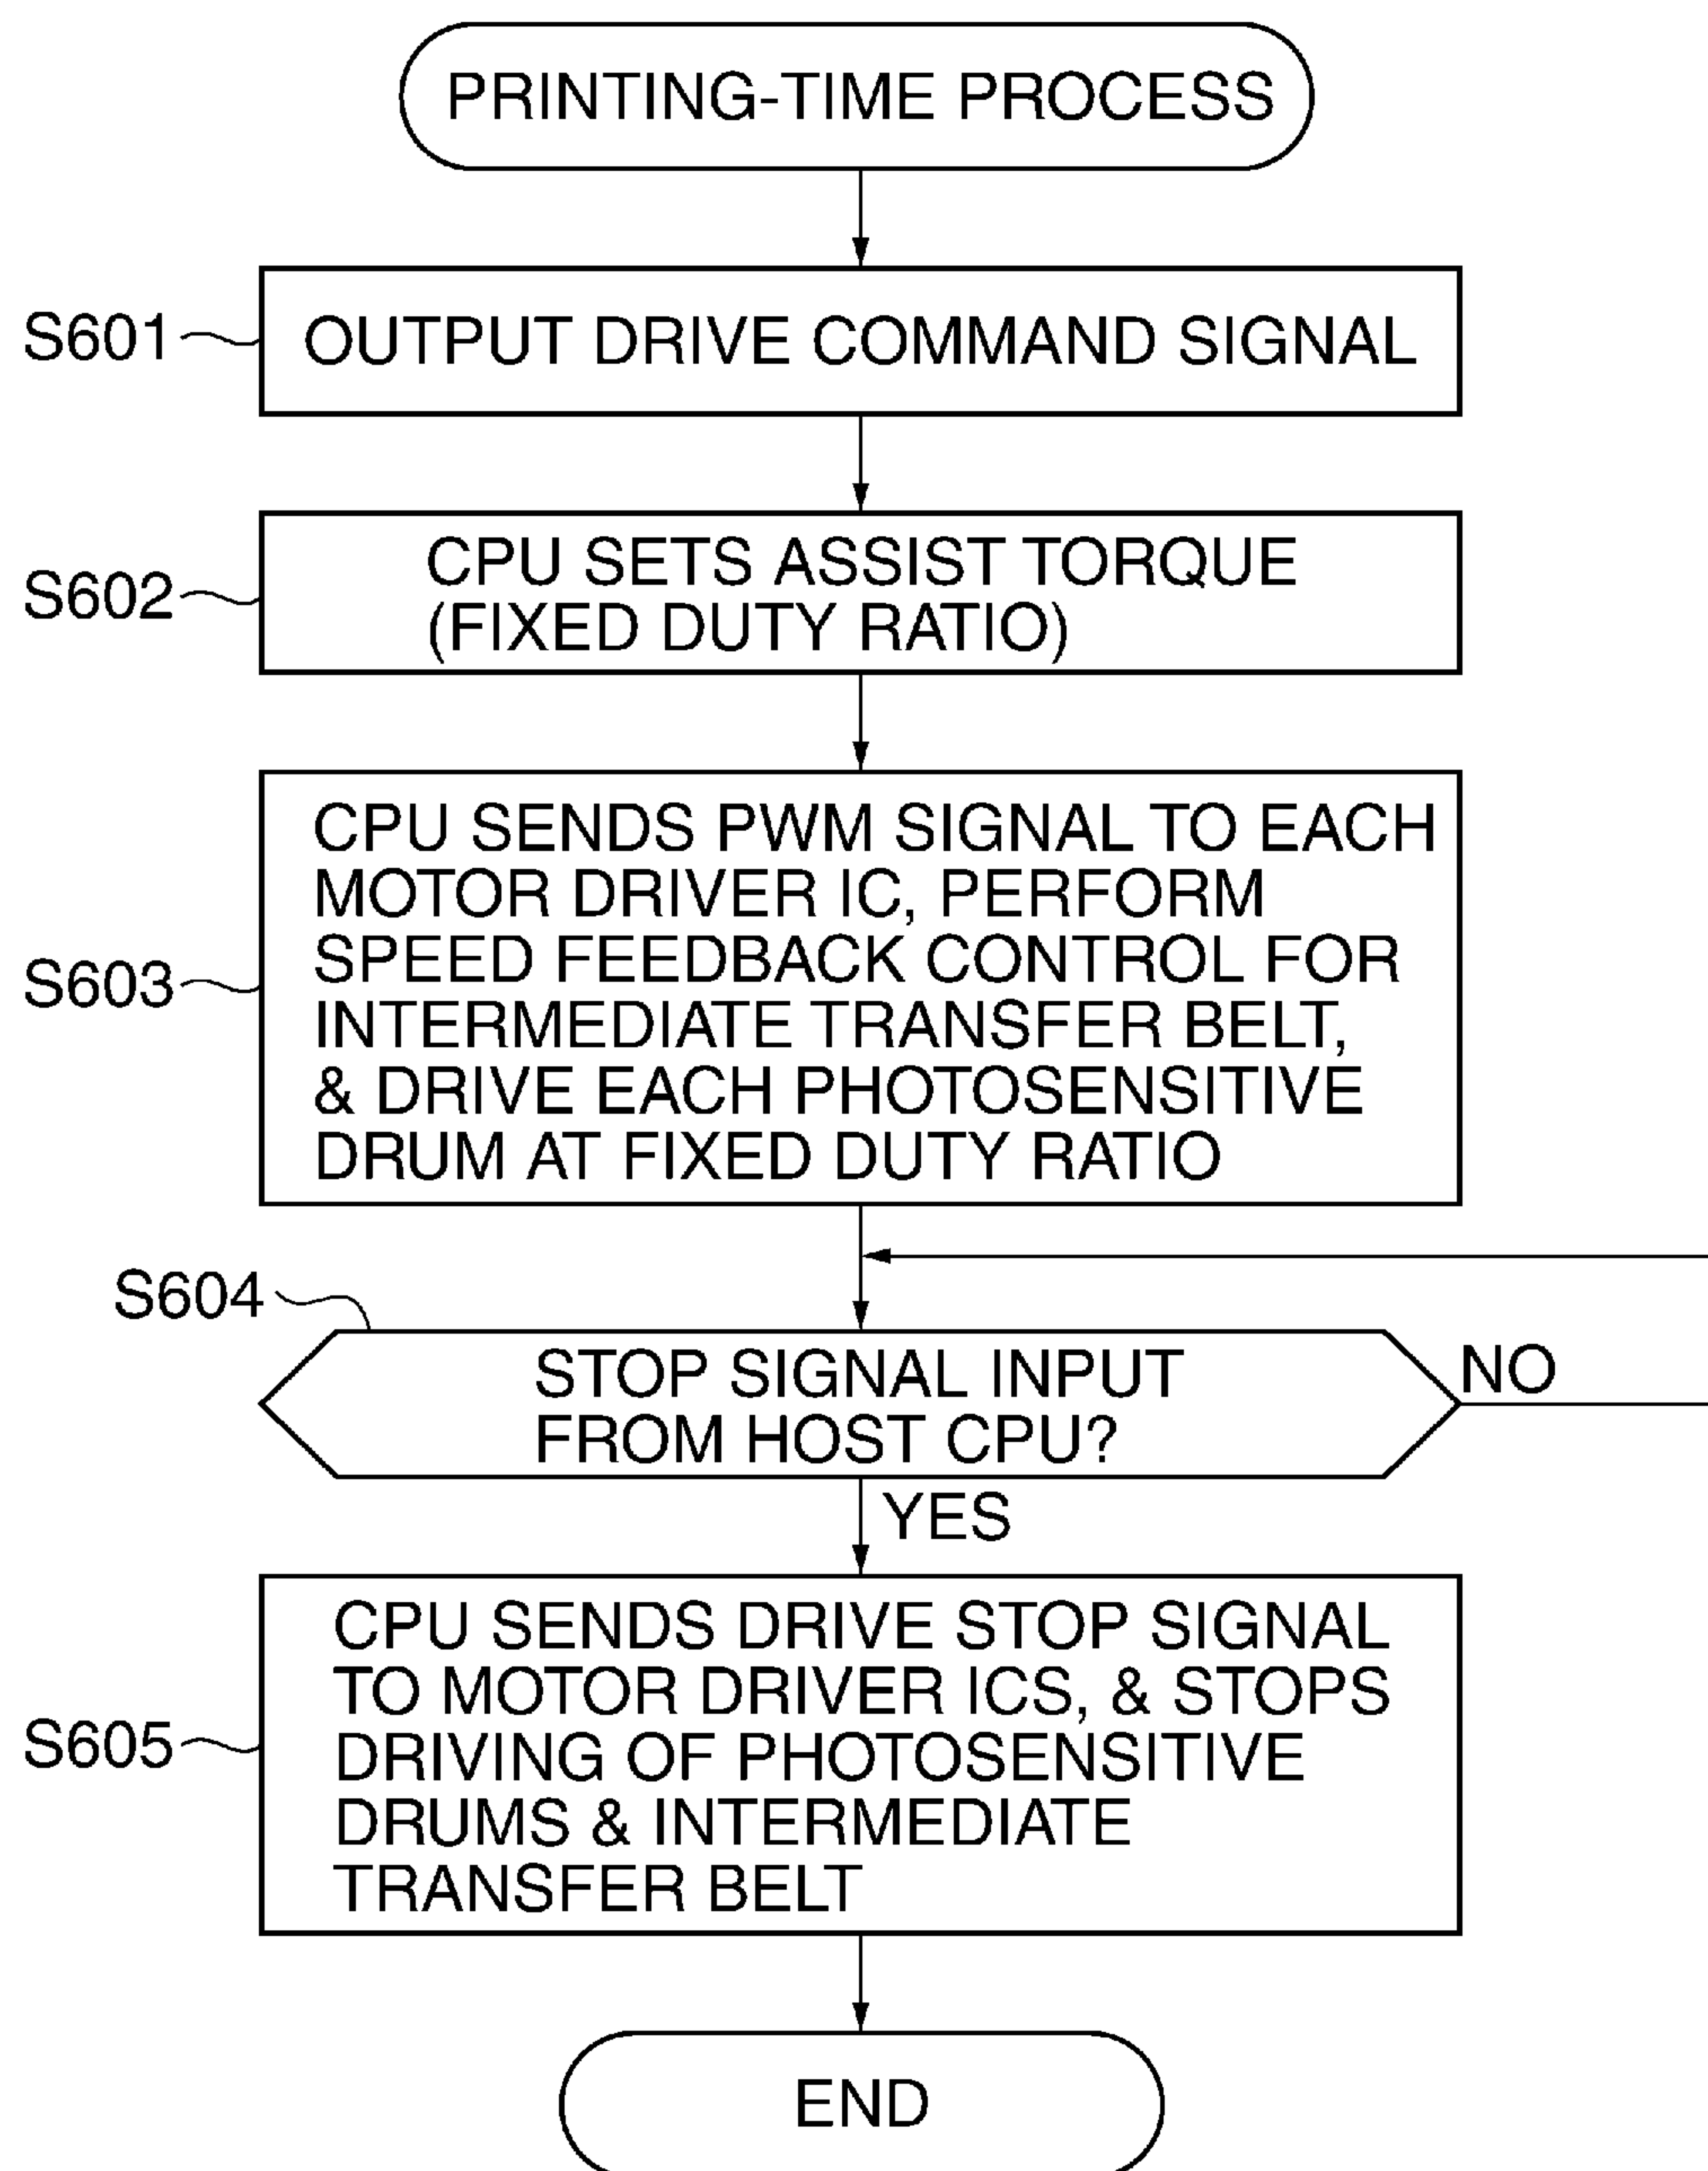 PRINTING-TIME PROCESS
S601
OUTPUT DRIVE COMMAND SIGNAL
S602
CPU SETS ASSIST TORQUE
(FIXED DUTY RATIO)
S603
CPU SENDS PWM SIGNAL TO EACH
MOTOR DRIVER IC, PERFORM
SPEED FEEDBACK CONTROL FOR
INTERMEDIATE TRANSFER BELT,
& DRIVE EACH PHOTOSENSITIVE
DRUM AT FIXED DUTY RATIO
S604
STOP SIGNAL INPUT
FROM HOST CPU?
NO
YES
S605
CPU SENDS DRIVE STOP SIGNAL
TO MOTOR DRIVER ICS, & STOPS
DRIVING OF PHOTOSENSITIVE
DRUMS & INTERMEDIATE
TRANSFER BELT
END